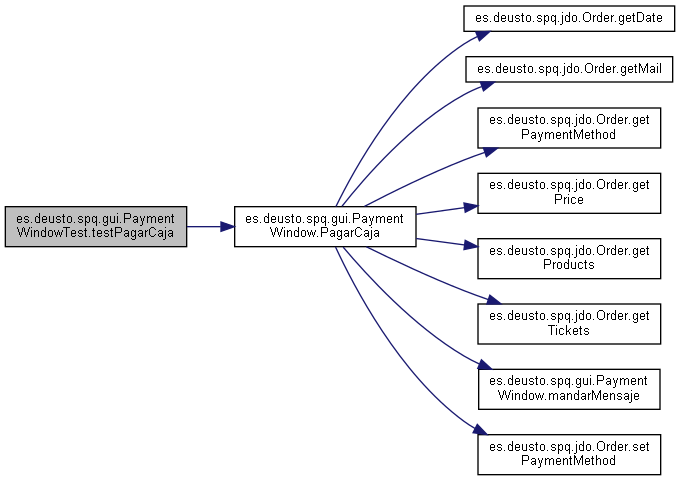 es.deusto.spq.gui.Payment
WindowTest.testPagarCaja
es.deusto.spq.gui.Payment
Window.PagarCaja
es.deusto.spq.jdo.Order.getDate
es.deusto.spq.jdo.Order.getMail
es.deusto.spq.jdo.Order.get
PaymentMethod
es.deusto.spq.jdo.Order.get
Price
es.deusto.spq.jdo.Order.get
Products
es.deusto.spq.jdo.Order.get
Tickets
es.deusto.spq.gui.Payment
Window.mandarMensaje
es.deusto.spq.jdo.Order.set
PaymentMethod